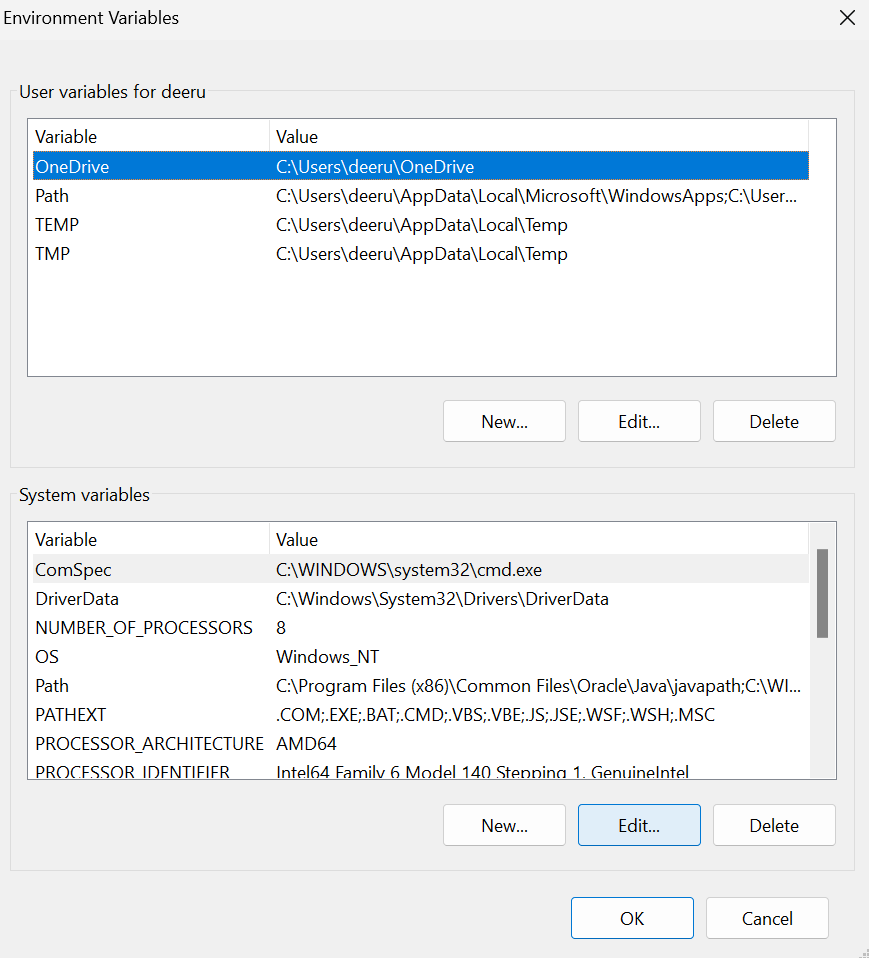 Environment Variables
User variables for deeru
Variable Value
OneDrive C:\Users\deeru\OneDrive
Path C:\Users\deeru\AppData\Local\Microsoft\WindowsApps;C:\User...
TEMP C:\Users\deeru\AppData\Local\Temp
TMP C:\Users\deeru\AppData\Local\Temp
New... Edit... Delete
System variables
Variable Value
ComSpec C:\WINDOWS\system32\cmd.exe
DriverData C:\Windows\System32\Drivers\DriverData
NUMBER_OF_PROCESSORS 8
OS Windows_NT
Path C:\Program Files (x86)\Common Files\Oracle\Java\javapath;C:\WI...
PATHEXT .COM;.EXE;.BAT;.CMD;.VBS;.VBE;.JS;.JSE;.WSF;.WSH;.MSC
PROCESSOR_ARCHITECTURE AMD64
PROCESSOR_IDENTIFIER Intel64 Family 6 Model 140 Stepping 1, GenuineIntel
New... Edit... Delete
OK Cancel